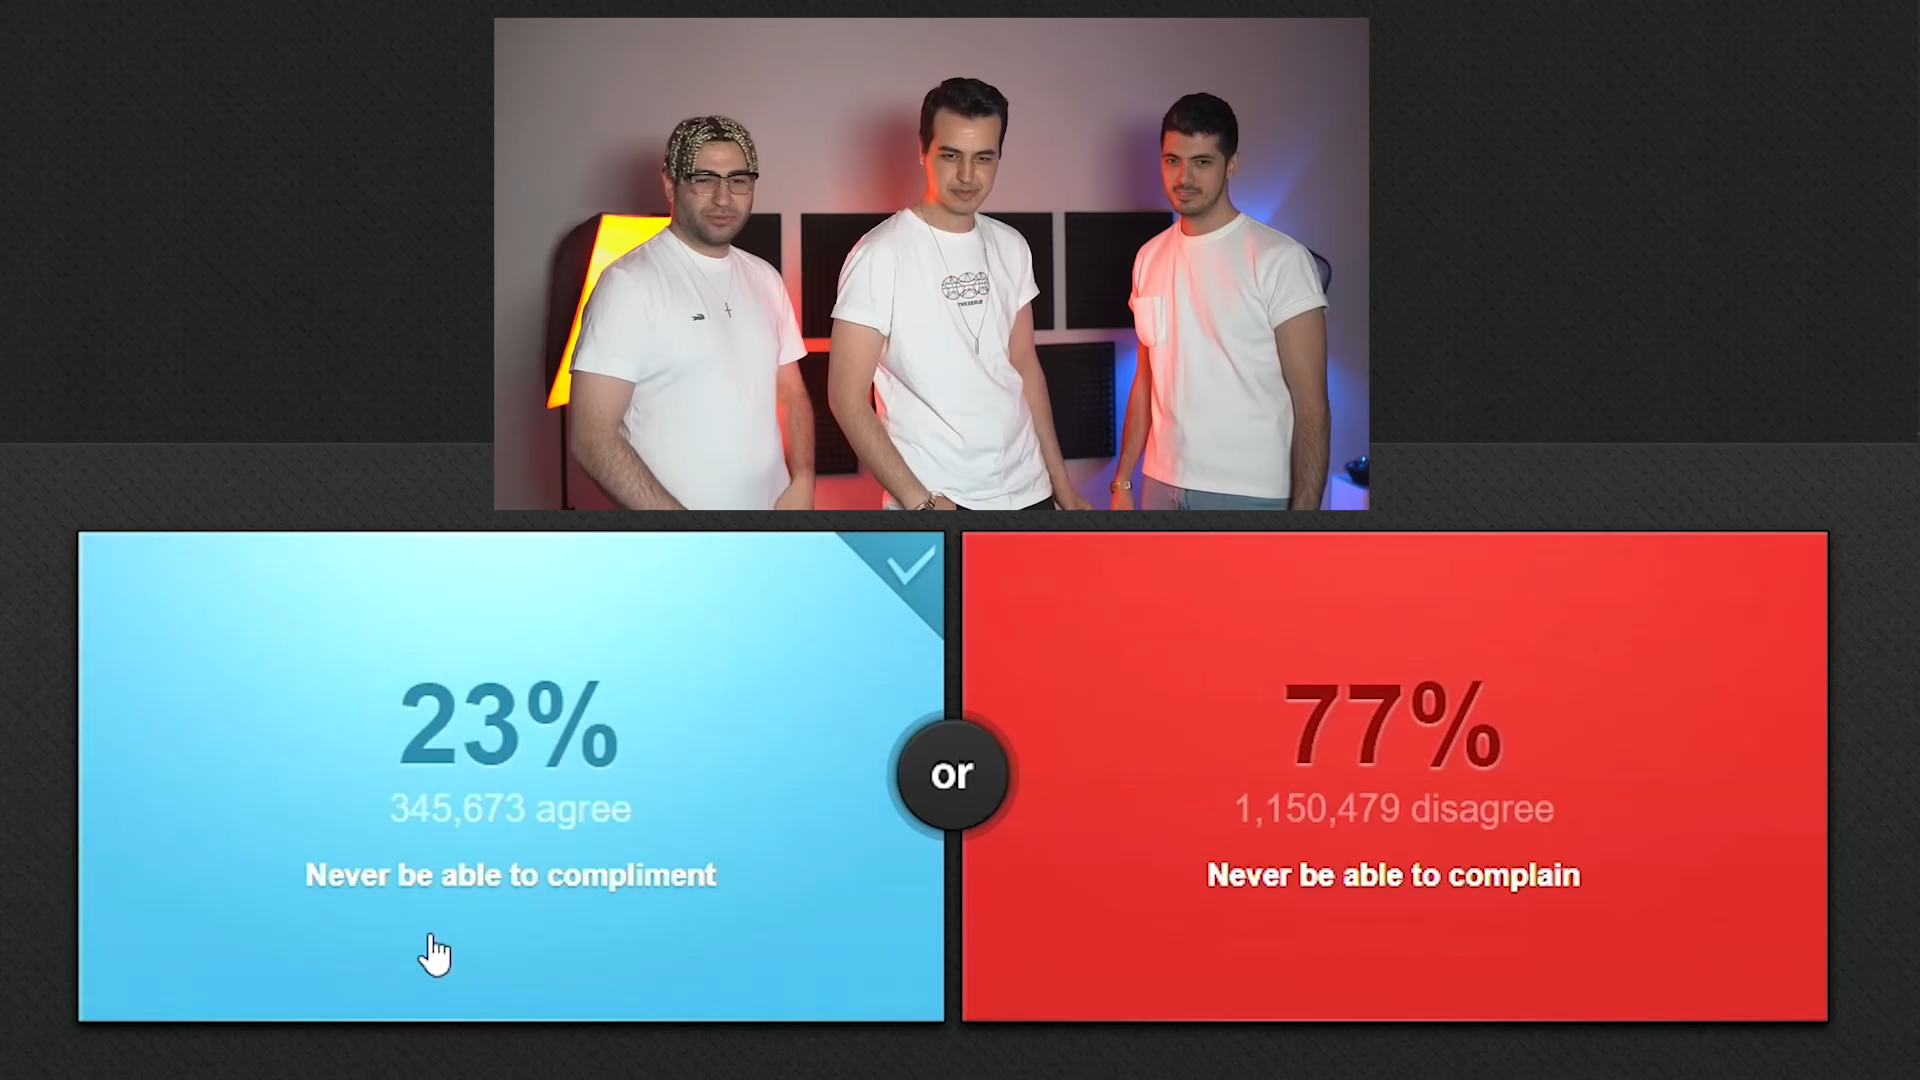 23%
345,673 agree
Never be able to compliment
or
77%
1,150,479 disagree
Never be able to complain